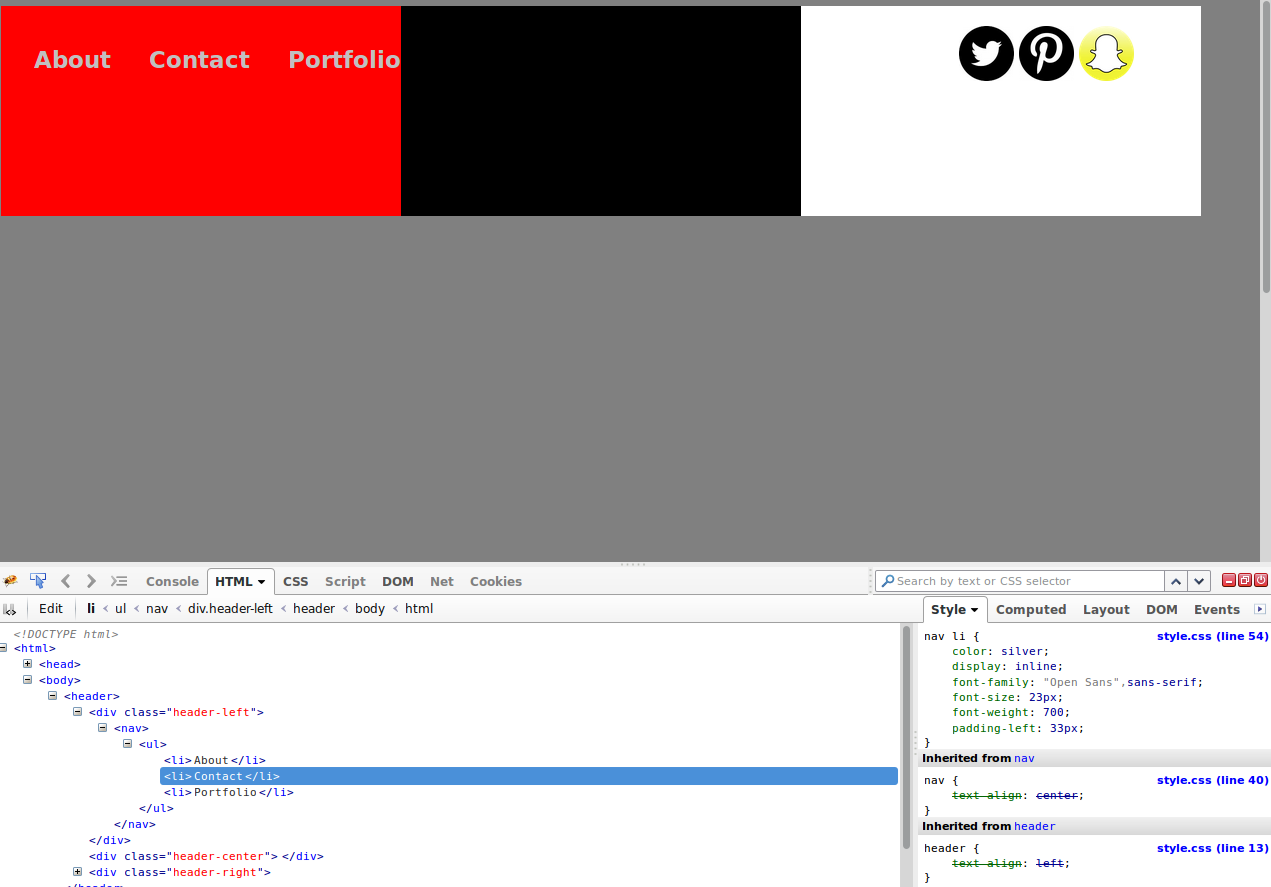 About Contact Portfolio
Console HTML CSS Script DOM Net Cookies Search by text or CSS selector
Edit li < ul < nav < div.header-left < header < body < html
Style Computed Layout DOM Events
<!DOCTYPE html>
<html>
<head>
<body>
<header>
<div class="header-left">
<nav>
<ul>
<li>About</li>
<li>Contact</li>
<li>Portfolio</li>
</ul>
</nav>
</div>
<div class="header-center"> </div>
<div class="header-right">
</header>
nav li { style.css (line 54)
color: silver;
display: inline;
font-family: "Open Sans",sans-serif;
font-size: 23px;
font-weight: 700;
padding-left: 33px;
}
Inherited from nav
nav { style.css (line 40)
text-align: center;
}
Inherited from header
header { style.css (line 13)
text-align: left;
}